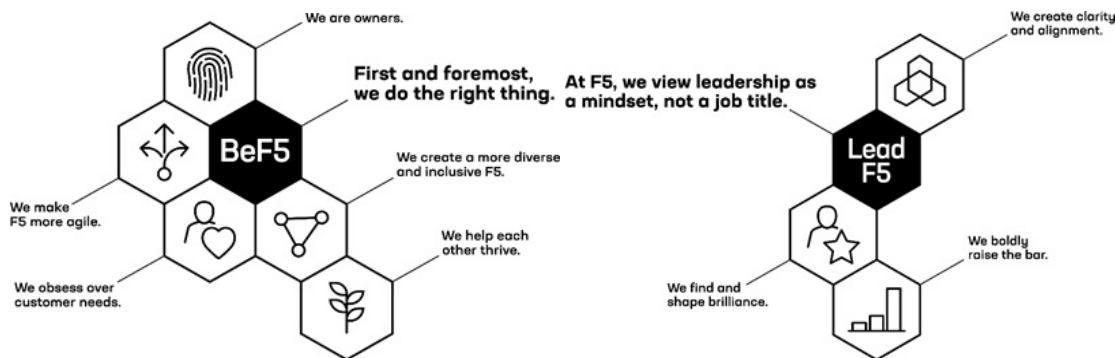 We are owners.
First and foremost,
we do the right thing.
BeF5
We create a more diverse
and inclusive F5.
We make
F5 more agile.
We help each
other thrive.
We obsess over
customer needs.
We create clarity
and alignment.
At F5, we view leadership as
a mindset, not a job title.
Lead
F5
We boldly
raise the bar.
We find and
shape brilliance.